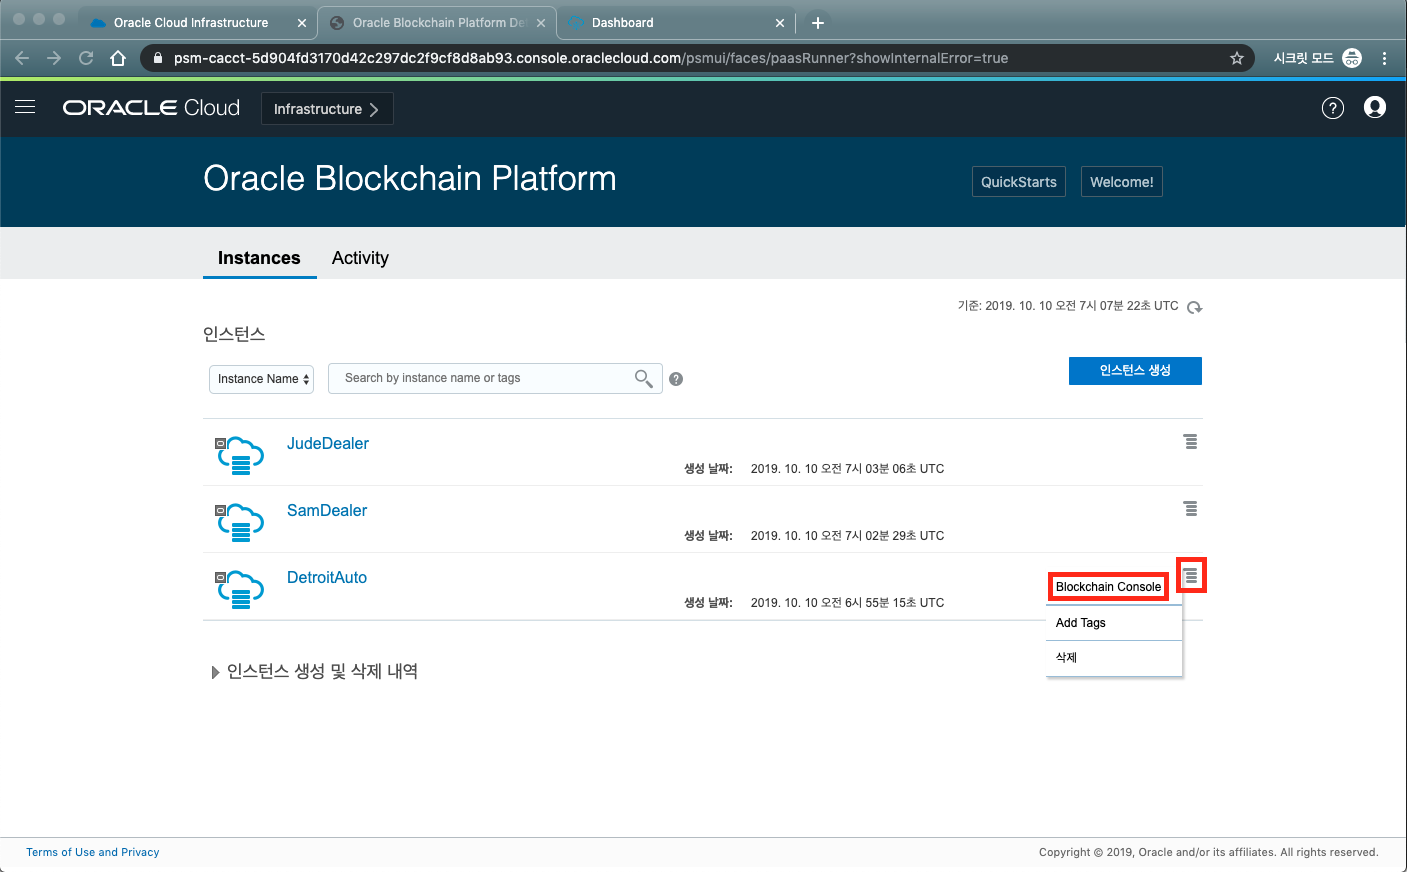 Oracle Cloud Infrastructure
Oracle Blockchain Platform De
Dashboard
psm-cacct-5d904fd3170d42c297dc2f9cf8d8ab93.console.oraclecloud.com/psmui/faces/paasRunner?showInternalError=true
시크릿 모드
ORACLE Cloud
Infrastructure
Oracle Blockchain Platform
QuickStarts
Welcome!
Instances
Activity
기준: 2019. 10. 10 오전 7시 07분 22초 UTC
인스턴스
Instance Name
Search by instance name or tags
인스턴스 생성
JudeDealer
생성 날짜: 2019. 10. 10 오전 7시 03분 06초 UTC
SamDealer
생성 날짜: 2019. 10. 10 오전 7시 02분 29초 UTC
DetroitAuto
생성 날짜: 2019. 10. 10 오전 6시 55분 15초 UTC
Blockchain Console
Add Tags
삭제
인스턴스 생성 및 삭제 내역
Terms of Use and Privacy
Copyright © 2019, Oracle and/or its affiliates. All rights reserved.